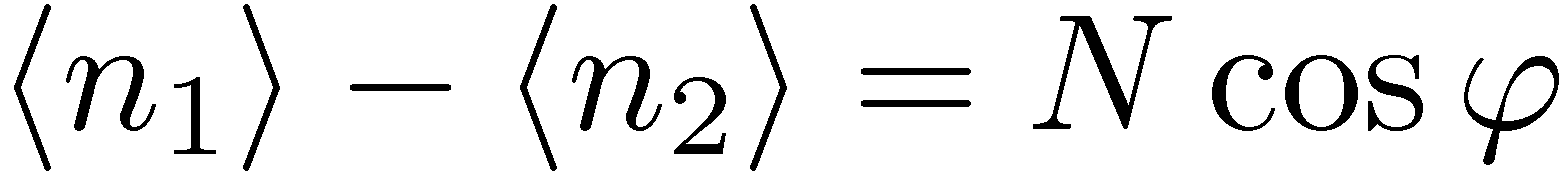 ⟨n₁⟩ − ⟨n₂⟩ = N cos φ